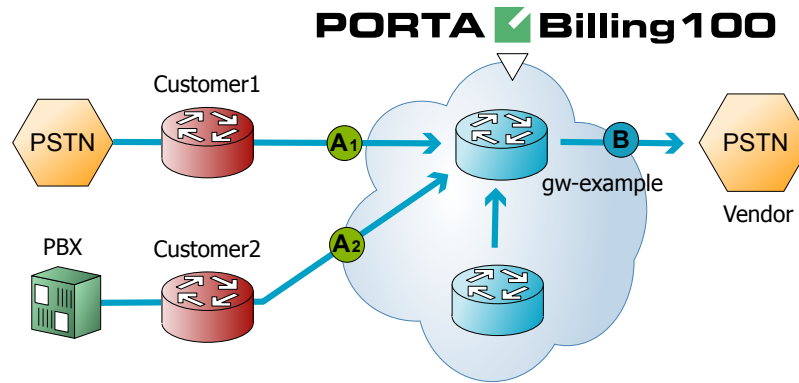 PORTA Billing100
Customer1
PSTN
A1
B
PSTN
gw-example
Vendor
PBX
Customer2
A2